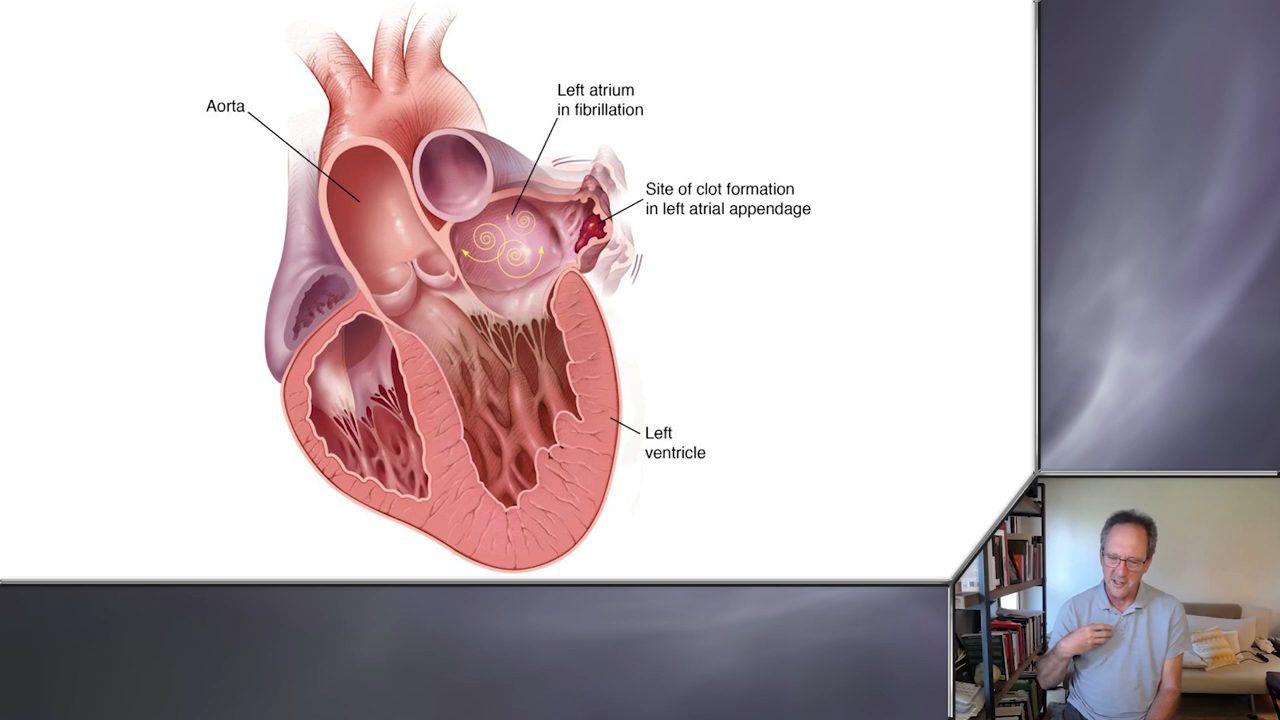 Aorta
Left atrium
in fibrillation
Site of clot formation
in left atrial appendage
Left
ventricle